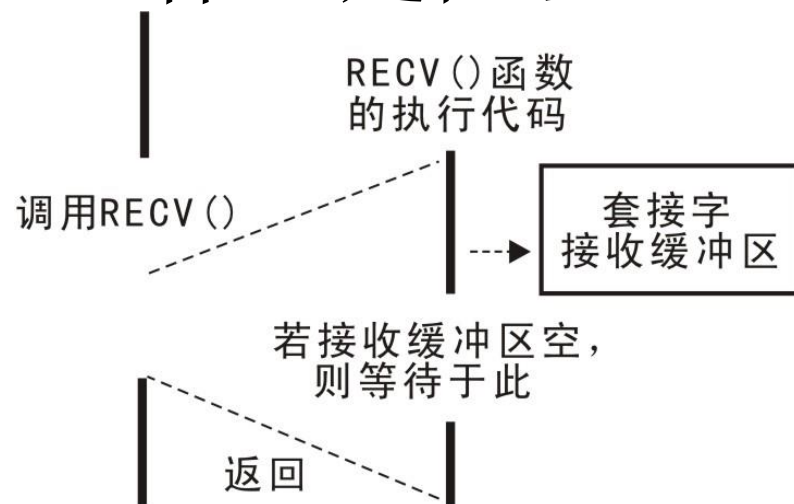 RECV()函数
的执行代码
调用RECV()
套接字
接收缓冲区
若接收缓冲区空，
则等待于此
返回